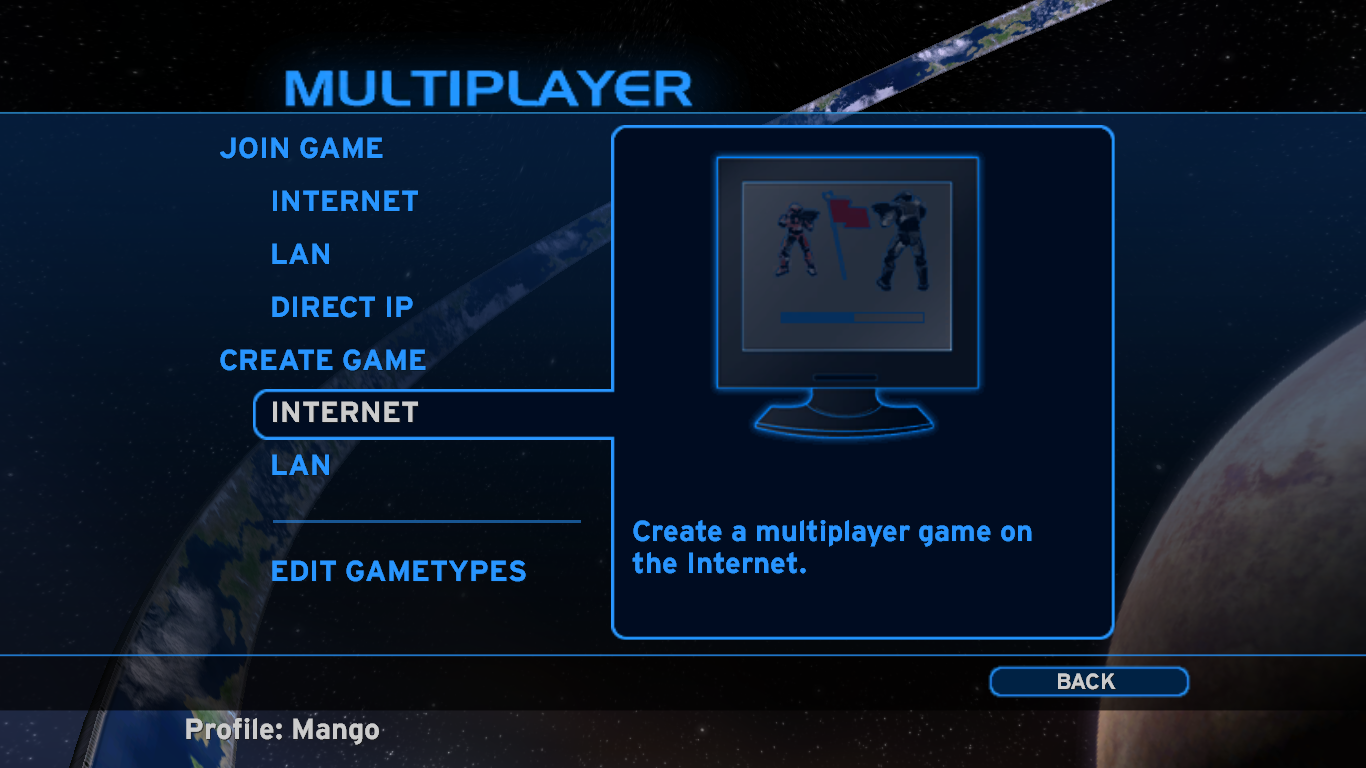 MULTIPLAYER
JOIN GAME
INTERNET
LAN
DIRECT IP
CREATE GAME
INTERNET
LAN
EDIT GAMETYPES
Create a multiplayer game on
the Internet.
BACK
Profile: Mango